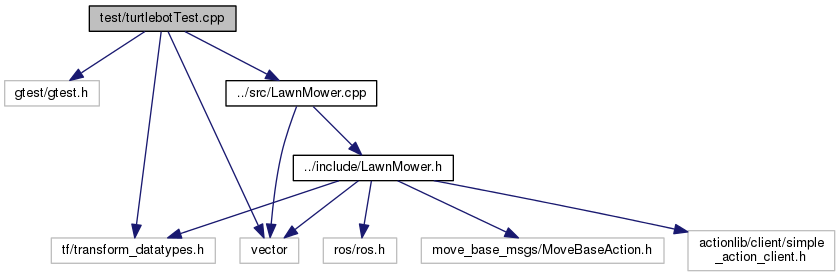 test/turtlebotTest.cpp
gtest/gtest.h
../src/LawnMower.cpp
../include/LawnMower.h
tf/transform_datatypes.h
vector
ros/ros.h
move_base_msgs/MoveBaseAction.h
actionlib/client/simple
_action_client.h